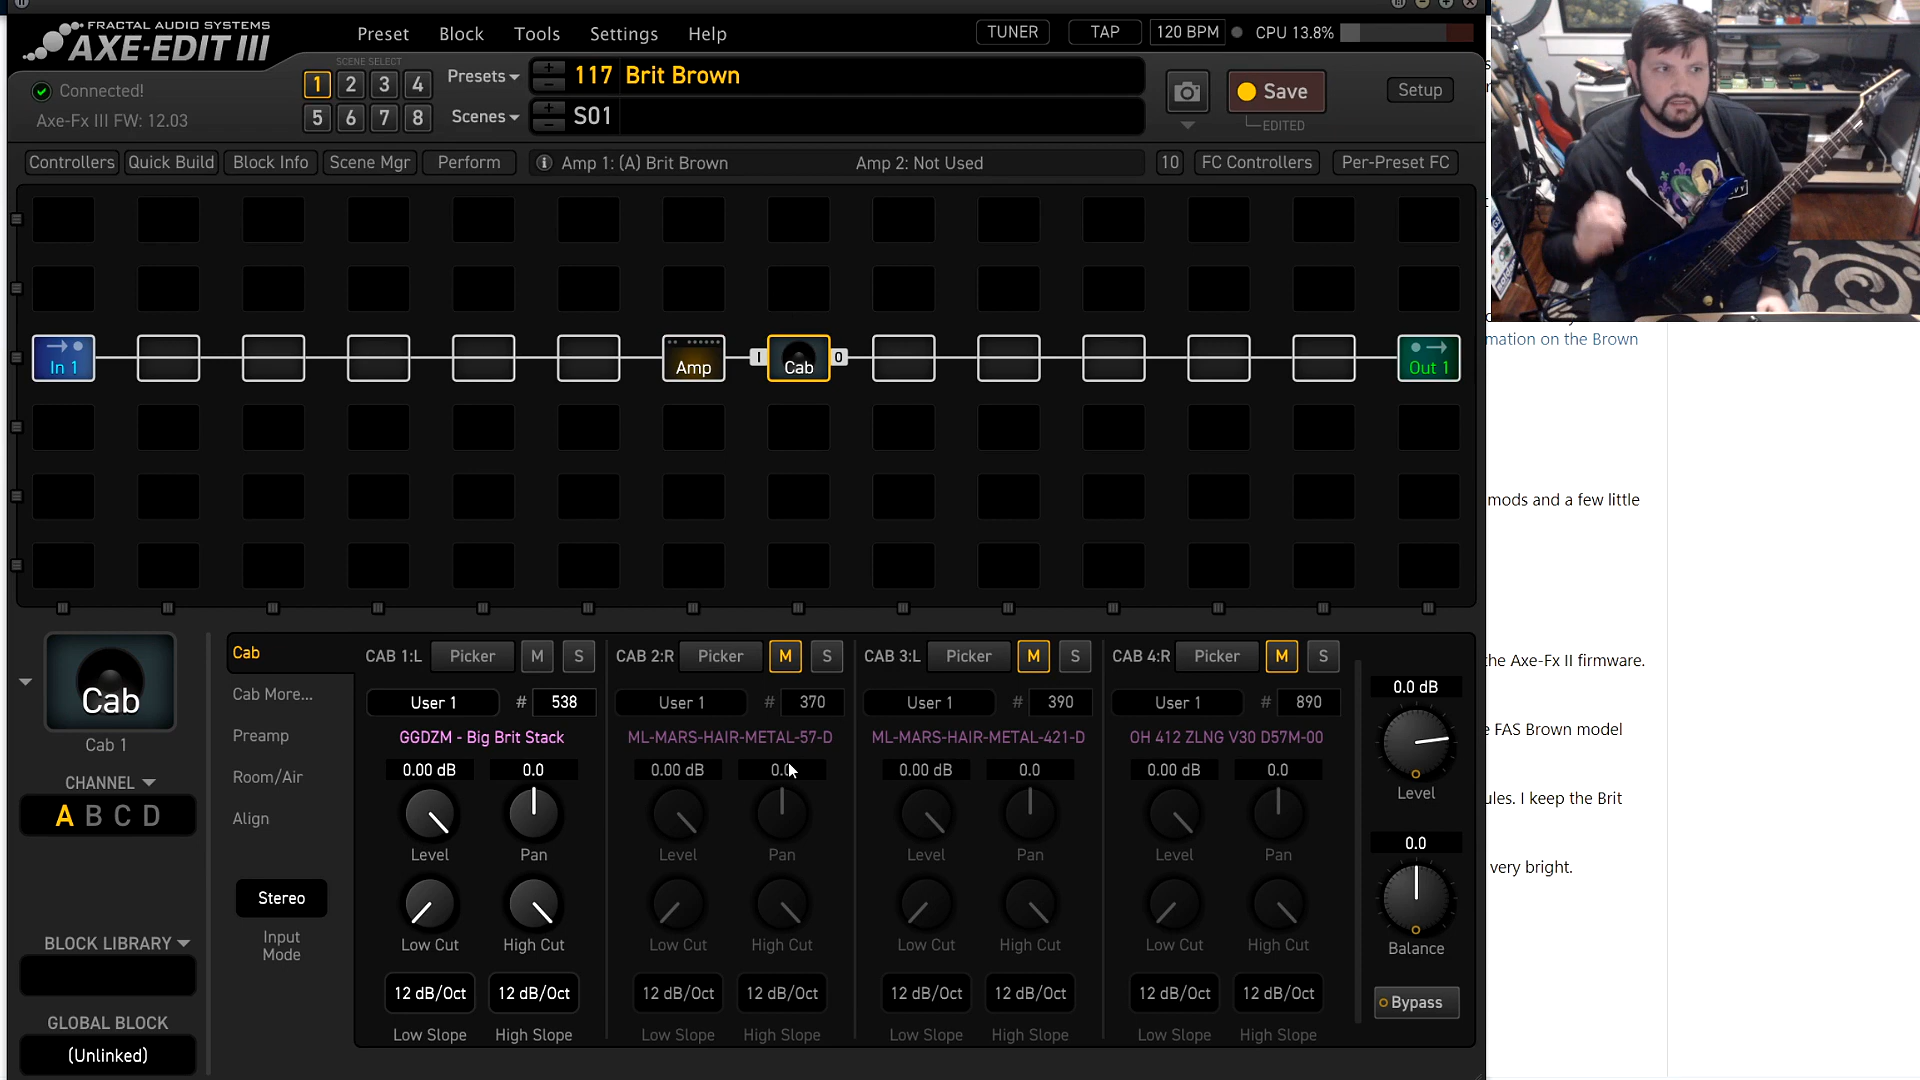 FRACTAL AUDIO SYSTEMS
AXE-EDIT III
Preset
Block
Tools
Settings
Help
TUNER
TAP
120 BPM
CPU 13.8%
Connected!
Axe-Fx III FW: 12.03
SCENE SELECT
1 2 3 4
5 6 7 8
Presets
117 Brit Brown
Scenes
S01
Save
EDITED
Setup
Controllers
Quick Build
Block Info
Scene Mgr
Perform
Amp 1: (A) Brit Brown
Amp 2: Not Used
10
FC Controllers
Per-Preset FC
In 1
Amp
I
Cab
O
Out 1
mation on the Brown
mods and a few little
he Axe-Fx II firmware.
e FAS Brown model
ules. I keep the Brit
very bright.
Cab
Cab 1
CHANNEL
A B C D
BLOCK LIBRARY
GLOBAL BLOCK
(Unlinked)
Cab
Cab More...
Preamp
Room/Air
Align
Stereo
Input
Mode
CAB 1:L Picker M S
User 1 # 538
GGDZM - Big Brit Stack
0.00 dB 0.0
Level Pan
Low Cut High Cut
12 dB/Oct 12 dB/Oct
Low Slope High Slope
CAB 2:R Picker M S
User 1 # 370
ML-MARS-HAIR-METAL-57-D
0.00 dB 0.0
Level Pan
Low Cut High Cut
12 dB/Oct 12 dB/Oct
Low Slope High Slope
CAB 3:L Picker M S
User 1 # 390
ML-MARS-HAIR-METAL-421-D
0.00 dB 0.0
Level Pan
Low Cut High Cut
12 dB/Oct 12 dB/Oct
Low Slope High Slope
CAB 4:R Picker M S
User 1 # 890
OH 412 ZLNG V30 D57M-00
0.00 dB 0.0
Level Pan
Low Cut High Cut
12 dB/Oct 12 dB/Oct
Low Slope High Slope
0.0 dB
Level
0.0
Balance
Bypass